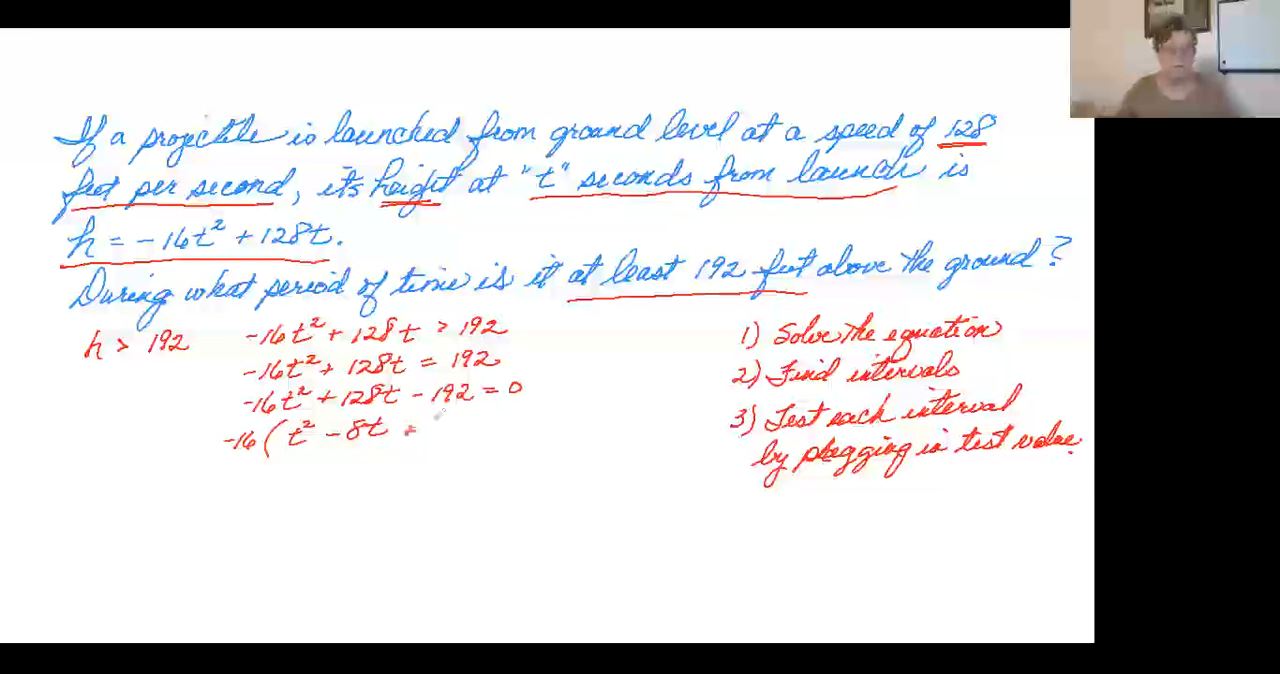 If a projectile is launched from ground level at a speed of 128
feet per second, its height at "t" seconds from launch is
h = -16t² + 128t.
During what period of time is it at least 192 feet above the ground?
h > 192
-16t² + 128t > 192
-16t² + 128t = 192
-16t² + 128t - 192 = 0
-16(t² - 8t +
1) Solve the equation
2) Find intervals
3) Test each interval
by plugging in test value.